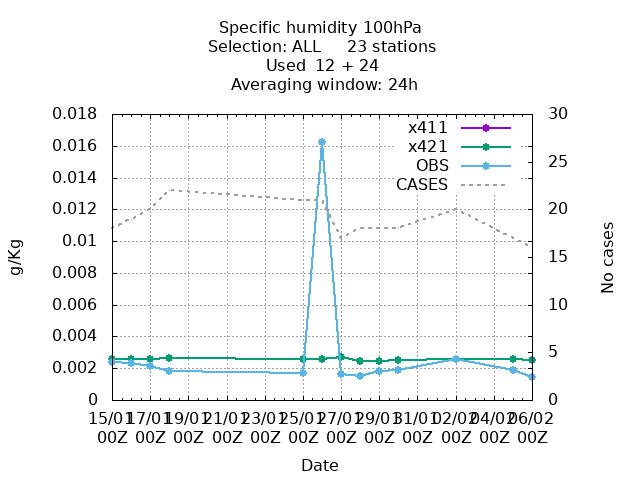 Specific humidity 100hPa
Selection: ALL 23 stations
Used 12 + 24
Averaging window: 24h
x411
x421
OBS
CASES
0.018
0.016
0.014
0.012
0.01
0.008
0.006
0.004
0.002
0
30
25
20
15
10
5
0
g/Kg
No cases
15/01 17/01 19/01 21/01 23/01 25/01 27/01 29/01 31/01 02/02 04/02 06/02
00Z 00Z 00Z 00Z 00Z 00Z 00Z 00Z 00Z 00Z 00Z 00Z
Date